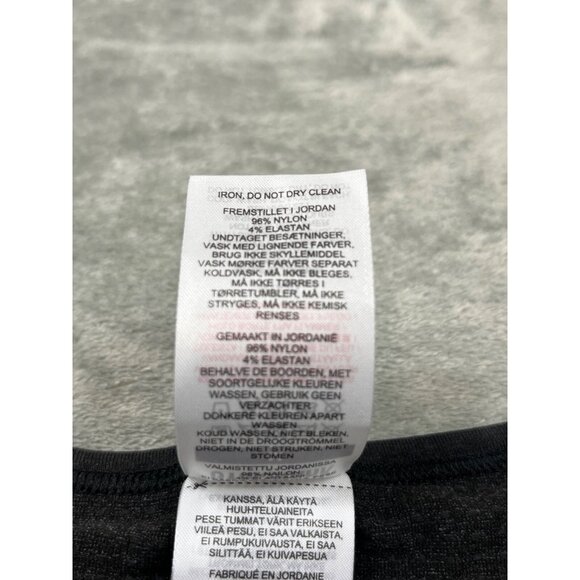 IRON, DO NOT DRY CLEAN
FREMSTILLET I JORDAN
96% NYLON
4% ELASTAN
UNDTAGET BESÆTNINGER,
VASK MED LIGNENDE FARVER,
BRUG IKKE SKYLLEMIDDEL
VASK MØRKE FARVER SEPARAT
KOLDVASK, MÅ IKKE BLEGES,
MÅ IKKE TØRRES I
TØRRETUMBLER, MÅ IKKE
STRYGES, MÅ IKKE KEMISK
RENSES
GEMAAKT IN JORDANIË
96% NYLON
4% ELASTAN
BEHALVE DE BOORDEN, MET
SOORTGELIJKE KLEUREN
WASSEN, GEBRUIK GEEN
VERZACHTER
DONKERE KLEUREN APART
WASSEN
KOUD WASSEN, NIET BLEKEN,
NIET IN DE DROOGTROMMEL
DROGEN, NIET STRIJKEN, NIET
STOMEN
VALMISTETTU JORDANISSA
96% NAILON,
KANSSA, ÄLÄ KÄYTÄ
HUUHTELUAINEITA
PESE TUMMAT VÄRIT ERIKSEEN
VIILEÄ PESU, EI SAA VALKAISTA,
EI RUMPUKUIVAUSTA, EI SAA
SILITTÄÄ, EI KUIVAPESUA
FABRIQUÉ EN JORDANIE